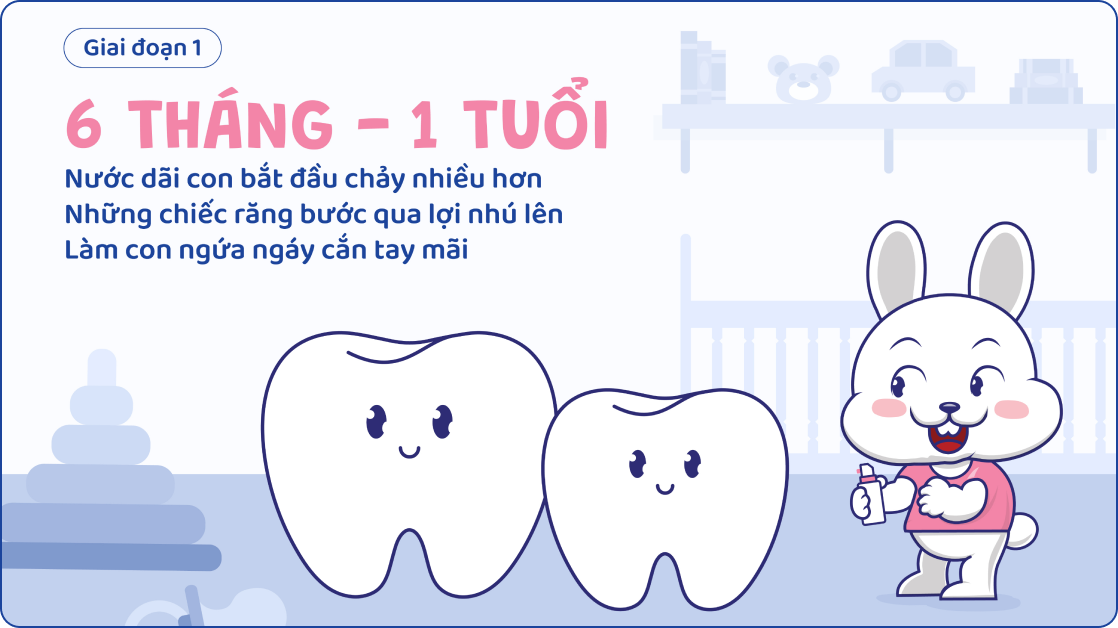 Giai đoạn 1
6 THÁNG – 1 TUỔI
Nước dãi con bắt đầu chảy nhiều hơn
Những chiếc răng bước qua lợi nhú lên
Làm con ngứa ngáy cắn tay mãi